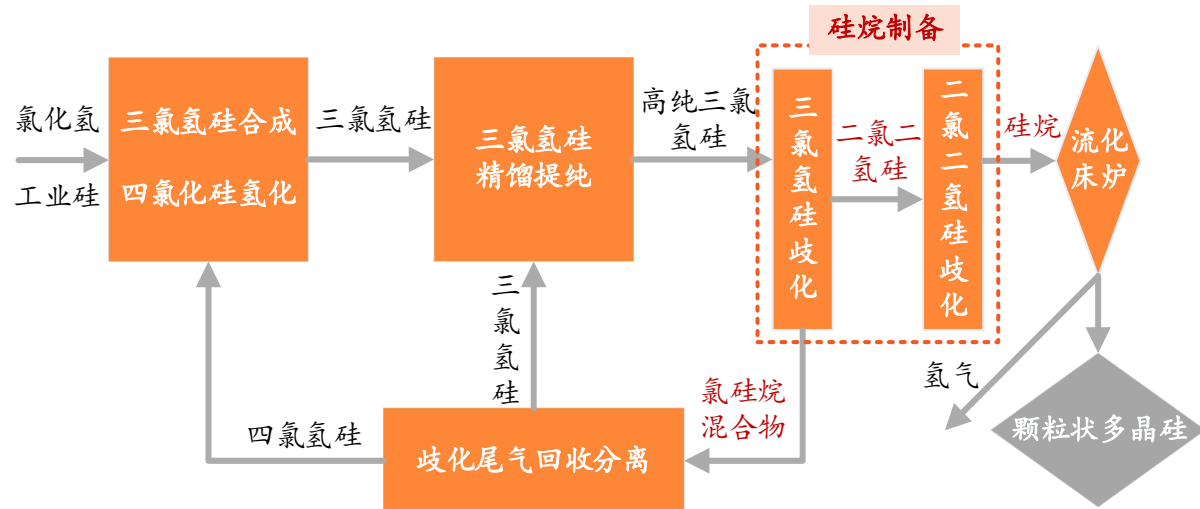 硅烷制备
氯化氢
工业硅
三氯氢硅合成
四氯化硅氢化
三氯氢硅
三氯氢硅
精馏提纯
高纯三氯
氢硅
三氯氢硅歧化
二氯二
氢硅
二氯二氢硅歧化
硅烷
流化
床炉
三氯氢硅
氯硅烷
混合物
氢气
颗粒状多晶硅
四氯氢硅
歧化尾气回收分离